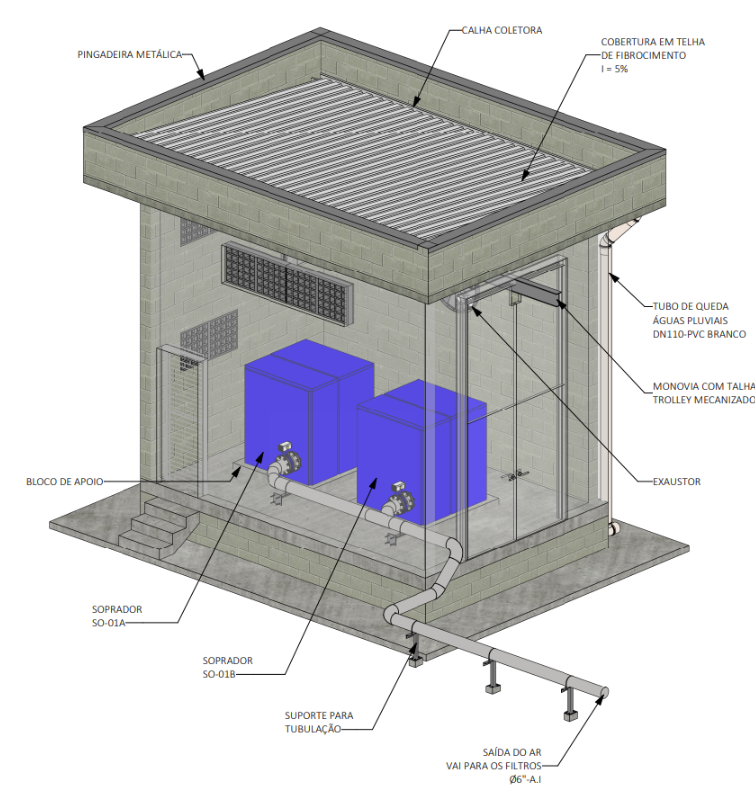 CALHA COLETORA
PINGADEIRA METÁLICA
COBERTURA EM TELHA
DE FIBROCIMENTO
I = 5%
TUBO DE QUEDA
ÁGUAS PLUVIAIS
DN110-PVC BRANCO
MONOVIA COM TALHA
TROLLEY MECANIZADO
BLOCO DE APOIO
EXAUSTOR
SOPRADOR
SO-01A
SOPRADOR
SO-01B
SUPORTE PARA
TUBULAÇÃO
SAÍDA DO AR
VAI PARA OS FILTROS
Ø6"-A.I